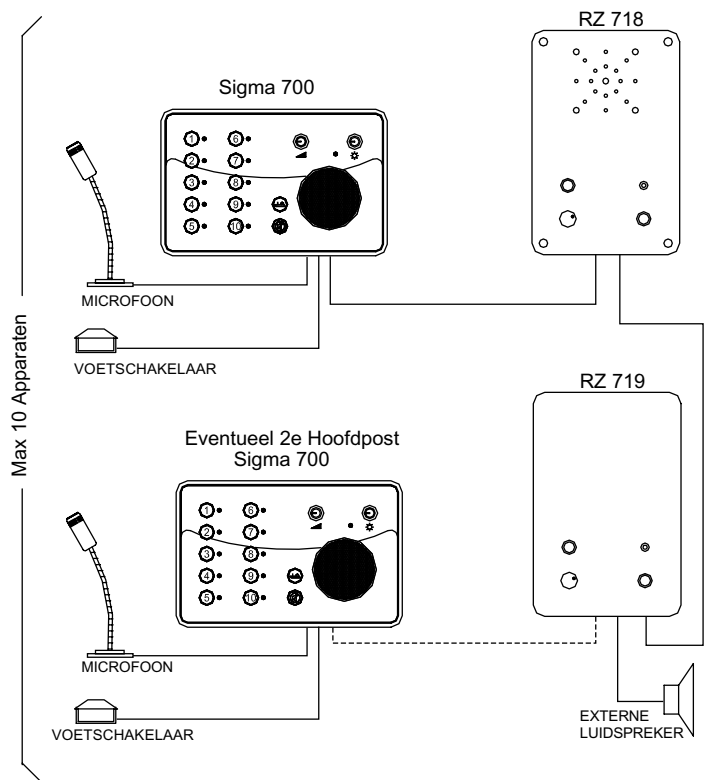 Max 10 Apparaten
RZ 718
Sigma 700
1 6
2 7
3 8
4 9
5 10
MICROFOON
VOETSCHAKELAAR
RZ 719
Eventueel 2e Hoofdpost
Sigma 700
1 6
2 7
3 8
4 9
5 10
MICROFOON
VOETSCHAKELAAR
EXTERNE
LUIDSPREKER